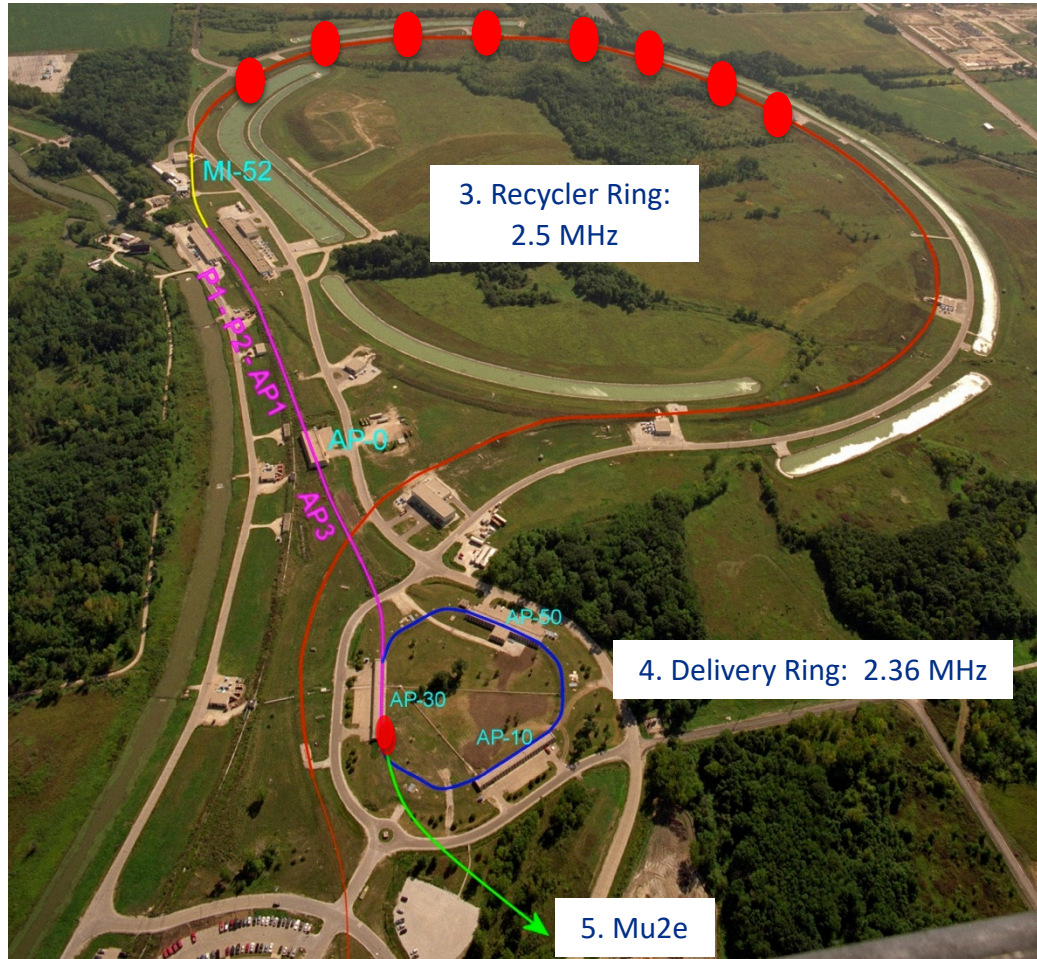 MI-52
3. Recycler Ring:
2.5 MHz
P1- P2- AP1
AP-0
AP3
AP-50
4. Delivery Ring:  2.36 MHz
AP-30
AP-10
5. Mu2e